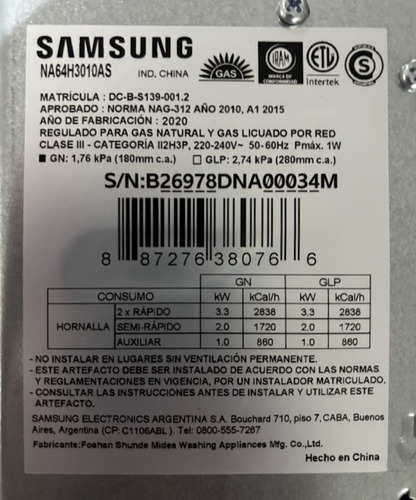 SAMSUNG
NA64H3010AS
IND. CHINA
GAS
IRAM
MARCA DE CONFORMIDAD
ETL
Intertek
S
MATRÍCULA : DC-B-S139-001.2
APROBADO : NORMA NAG-312 AÑO 2010, A1 2015
AÑO DE FABRICACIÓN : 2020
REGULADO PARA GAS NATURAL Y GAS LICUADO POR RED
CLASE III - CATEGORÍA II2H3P, 220-240V~ 50-60Hz Pmáx. 1W
GN: 1,76 kPa (180mm c.a.) GLP: 2,74 kPa (280mm c.a.)
S/N:B26978DNA00034M
8 87276 38076 6
GN GLP
CONSUMO kW kCal/h kW kCal/h
HORNALLA 2 x RÁPIDO 3.3 2838 3.3 2838
SEMI-RÁPIDO 2.0 1720 2.0 1720
AUXILIAR 1.0 860 1.0 860
- NO INSTALAR EN LUGARES SIN VENTILACIÓN PERMANENTE.
- ESTE ARTEFACTO DEBE SER INSTALADO DE ACUERDO CON LAS NORMAS
Y REGLAMENTACIONES EN VIGENCIA, POR UN INSTALADOR MATRICULADO.
- CONSULTAR LAS INSTRUCCIONES ANTES DE INSTALAR Y UTILIZAR ESTE
ARTEFACTO.
SAMSUNG ELECTRONICS ARGENTINA S.A. Bouchard 710, piso 7, CABA, Buenos
Aires, Argentina (CP: C1106ABL ) Tel: 0800-555-7267
Fabricante:Foshan Shunde Midea Washing Appliances Mfg. Co., Ltd.
Hecho en China